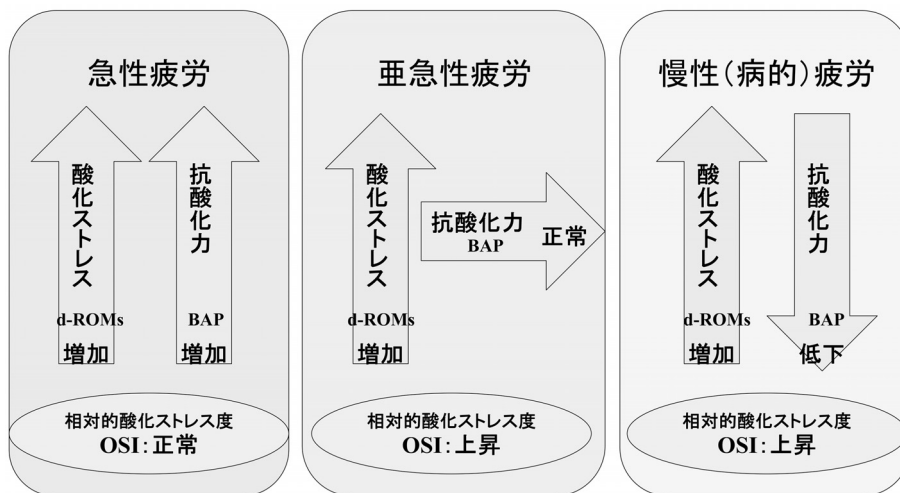 急性疲労
酸化ストレス
d-ROMs
増加
抗酸化力
BAP
増加
相対的酸化ストレス度
OSI：正常
亜急性疲労
酸化ストレス
d-ROMs
増加
抗酸化力
BAP
正常
相対的酸化ストレス度
OSI：上昇
慢性（病的）疲労
酸化ストレス
d-ROMs
増加
抗酸化力
BAP
低下
相対的酸化ストレス度
OSI：上昇